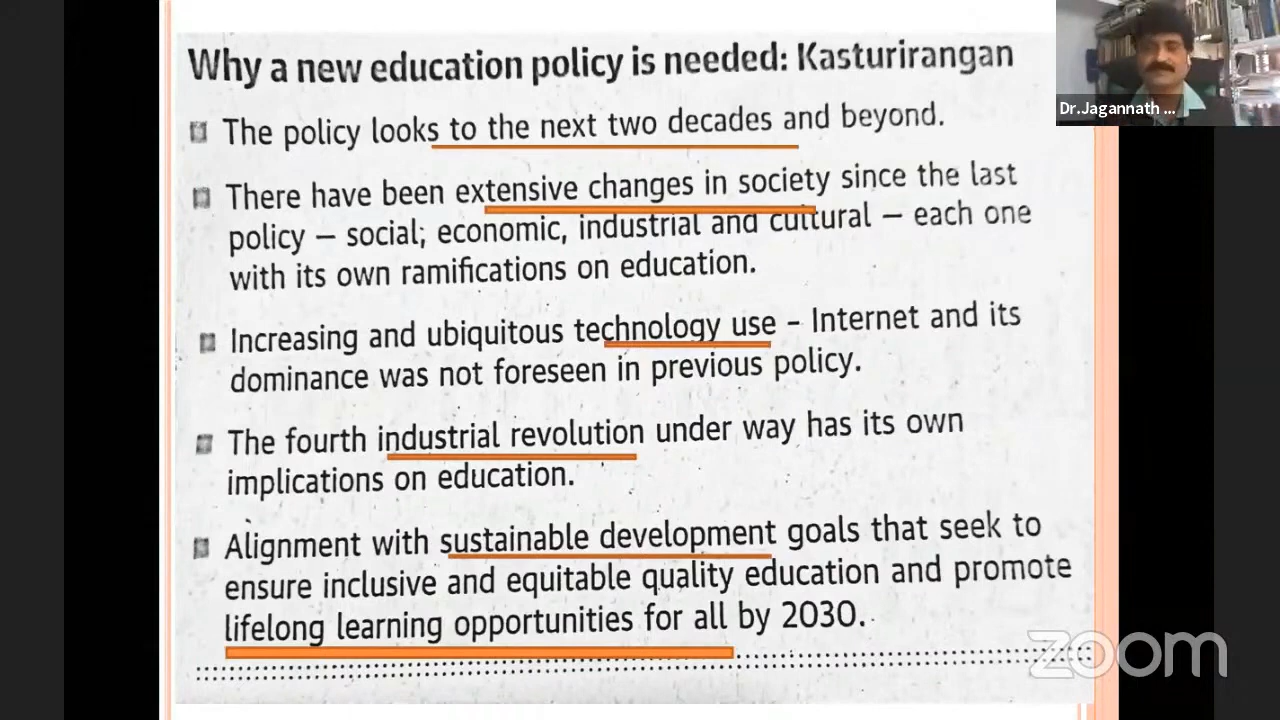 Why a new education policy is needed: Kasturirangan
The policy looks to the next two decades and beyond.
There have been extensive changes in society since the last
policy – social; economic, industrial and cultural – each one
with its own ramifications on education.
Increasing and ubiquitous technology use – Internet and its
dominance was not foreseen in previous policy.
The fourth industrial revolution under way has its own
implications on education.
Alignment with sustainable development goals that seek to
ensure inclusive and equitable quality education and promote
lifelong learning opportunities for all by 2030.
Dr.Jagannath ...
zoom